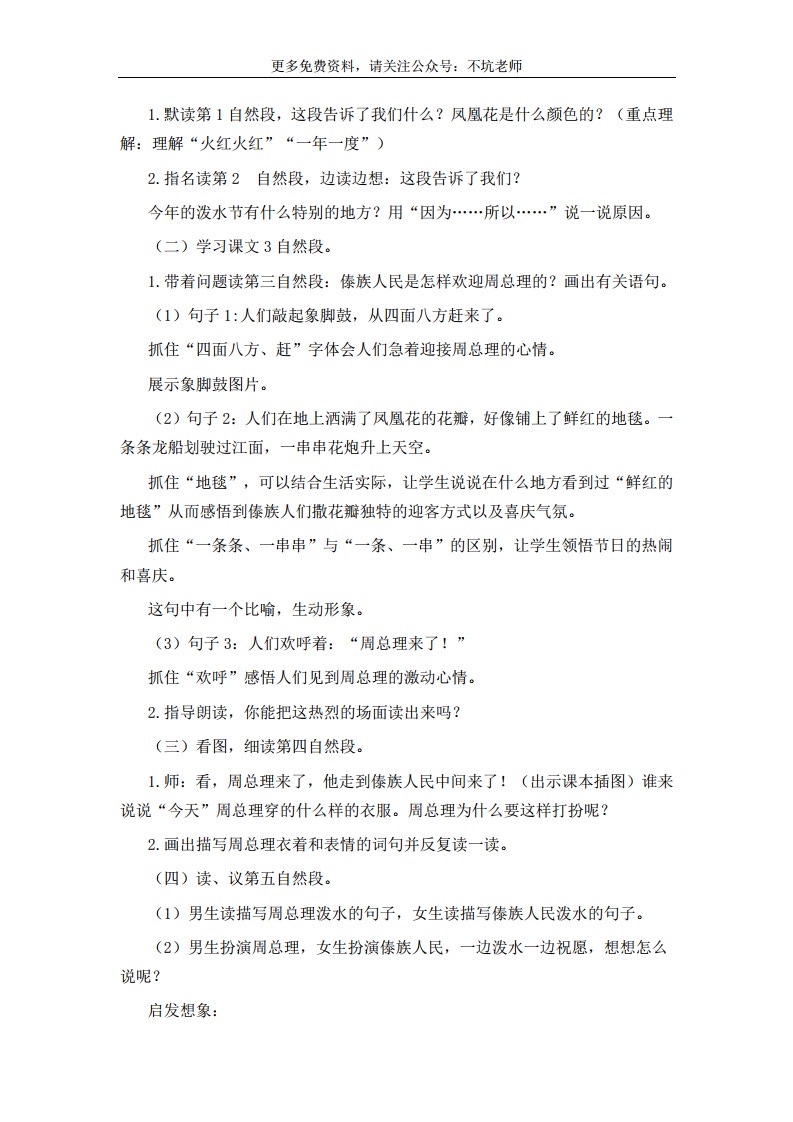 更多免费资料，请关注公众号：不坑老师
1.默读第 1 自然段，这段告诉了我们什么？凤凰花是什么颜色的？（重点理
解：理解“火红火红”“一年一度”）
2.指名读第 2 自然段，边读边想：这段告诉了我们？
今年的泼水节有什么特别的地方？用“因为……所以……”说一说原因。
（二）学习课文 3 自然段。
1.带着问题读第三自然段：傣族人民是怎样欢迎周总理的？画出有关语句。
（1）句子 1:人们敲起象脚鼓，从四面八方赶来了。
抓住“四面八方、赶”字体会人们急着迎接周总理的心情。
展示象脚鼓图片。
（2）句子 2：人们在地上洒满了凤凰花的花瓣，好像铺上了鲜红的地毯。一
条条龙船划驶过江面，一串串花炮升上天空。
抓住“地毯”，可以结合生活实际，让学生说说在什么地方看到过“鲜红的
地毯”从而感悟到傣族人们撒花瓣独特的迎客方式以及喜庆气氛。
抓住“一条条、一串串”与“一条、一串”的区别，让学生领悟节日的热闹
和喜庆。
这句中有一个比喻，生动形象。
（3）句子 3：人们欢呼着：“周总理来了！”
抓住“欢呼”感悟人们见到周总理的激动心情。
2.指导朗读，你能把这热烈的场面读出来吗？
（三）看图，细读第四自然段。
1.师：看，周总理来了，他走到傣族人民中间来了！（出示课本插图）谁来
说说“今天”周总理穿的什么样的衣服。周总理为什么要这样打扮呢？
2.画出描写周总理衣着和表情的词句并反复读一读。
（四）读、议第五自然段。
（1）男生读描写周总理泼水的句子，女生读描写傣族人民泼水的句子。
（2）男生扮演周总理，女生扮演傣族人民，一边泼水一边祝愿，想想怎么
说呢？
启发想象：